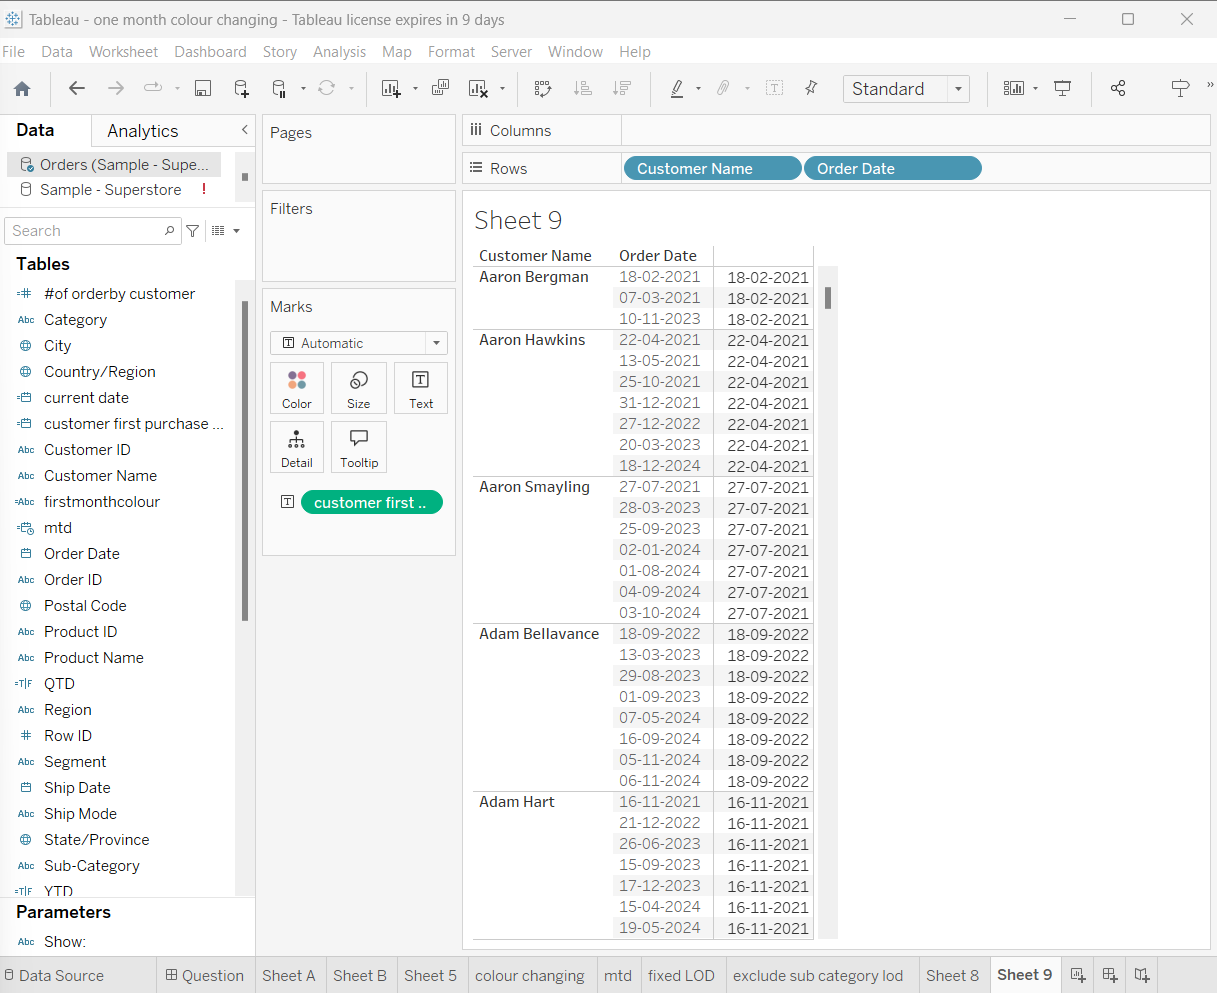 Tableau - one month colour changing - Tableau license expires in 9 days
File Data Worksheet Dashboard Story Analysis Map Format Server Window Help
Standard
Data Analytics
Orders (Sample - Supe...
Sample - Superstore !
Search
Tables
#of orderby customer
Abc Category
City
Country/Region
current date
customer first purchase ...
Abc Customer ID
Abc Customer Name
=Abc firstmonthcolour
mtd
Order Date
Abc Order ID
Postal Code
Abc Product ID
Abc Product Name
=T|F QTD
Abc Region
# Row ID
Abc Segment
Ship Date
Abc Ship Mode
State/Province
Abc Sub-Category
=T|F YTD
Parameters
Abc Show:
Pages
Filters
Marks
Automatic
Color Size Text
Detail Tooltip
customer first ..
Columns
Rows Customer Name Order Date
Sheet 9
Customer Name Order Date
Aaron Bergman 18-02-2021 18-02-2021
07-03-2021 18-02-2021
10-11-2023 18-02-2021
Aaron Hawkins 22-04-2021 22-04-2021
13-05-2021 22-04-2021
25-10-2021 22-04-2021
31-12-2021 22-04-2021
27-12-2022 22-04-2021
20-03-2023 22-04-2021
18-12-2024 22-04-2021
Aaron Smayling 27-07-2021 27-07-2021
28-03-2023 27-07-2021
25-09-2023 27-07-2021
02-01-2024 27-07-2021
01-08-2024 27-07-2021
04-09-2024 27-07-2021
03-10-2024 27-07-2021
Adam Bellavance 18-09-2022 18-09-2022
13-03-2023 18-09-2022
29-08-2023 18-09-2022
01-09-2023 18-09-2022
07-05-2024 18-09-2022
16-09-2024 18-09-2022
05-11-2024 18-09-2022
06-11-2024 18-09-2022
Adam Hart 16-11-2021 16-11-2021
21-12-2022 16-11-2021
26-06-2023 16-11-2021
15-09-2023 16-11-2021
17-12-2023 16-11-2021
15-04-2024 16-11-2021
19-05-2024 16-11-2021
Data Source Question Sheet A Sheet B Sheet 5 colour changing mtd fixed LOD exclude sub category lod Sheet 8 Sheet 9